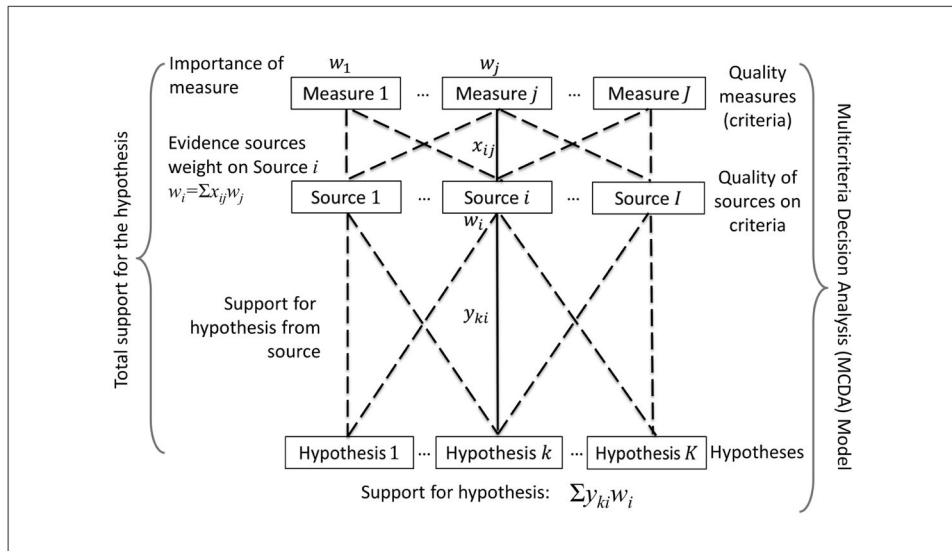 Importance of
measure
w₁
wⱼ
Measure 1
...
Measure j
...
Measure J
Quality
measures
(criteria)
Evidence sources
weight on Source i
wᵢ=Σxᵢⱼwⱼ
xᵢⱼ
Source 1
...
Source i
...
Source I
Quality of
sources on
criteria
wᵢ
Support for
hypothesis from
source
yₖᵢ
Hypothesis 1
...
Hypothesis k
...
Hypothesis K
Hypotheses
Support for hypothesis: Σyₖᵢwᵢ
Total support for the hypothesis
Multicriteria Decision Analysis (MCDA) Model